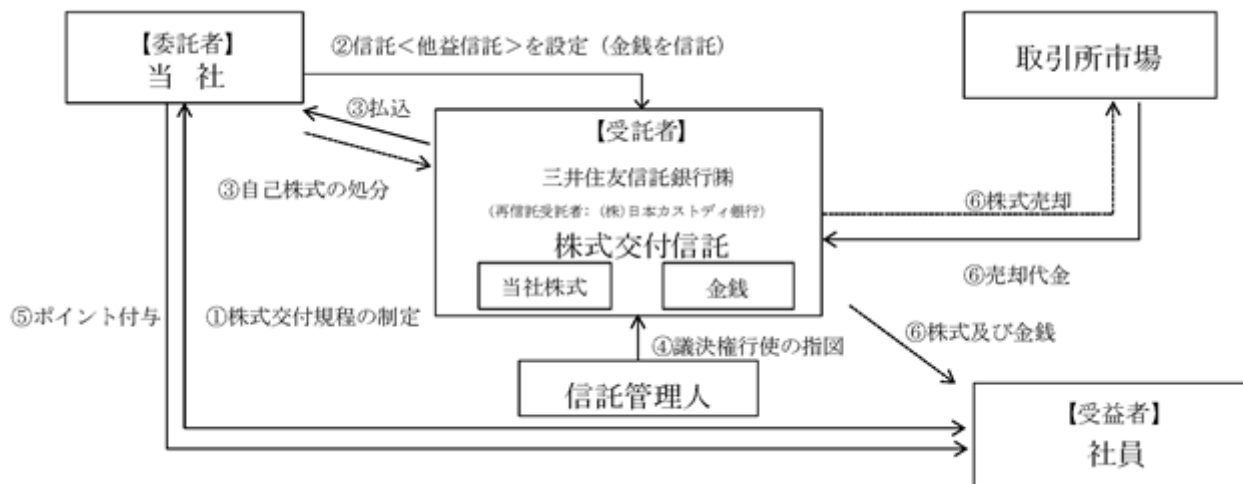 【委託者】
当 社
②信託<他益信託>を設定（金銭を信託）
取引所市場
③払込
③自己株式の処分
【受託者】
三井住友信託銀行㈱
(再信託受託者：(株)日本カストディ銀行)
株式交付信託
当社株式
金銭
⑥株式売却
⑥売却代金
⑤ポイント付与
①株式交付規程の制定
④議決権行使の指図
⑥株式及び金銭
信託管理人
【受益者】
社員